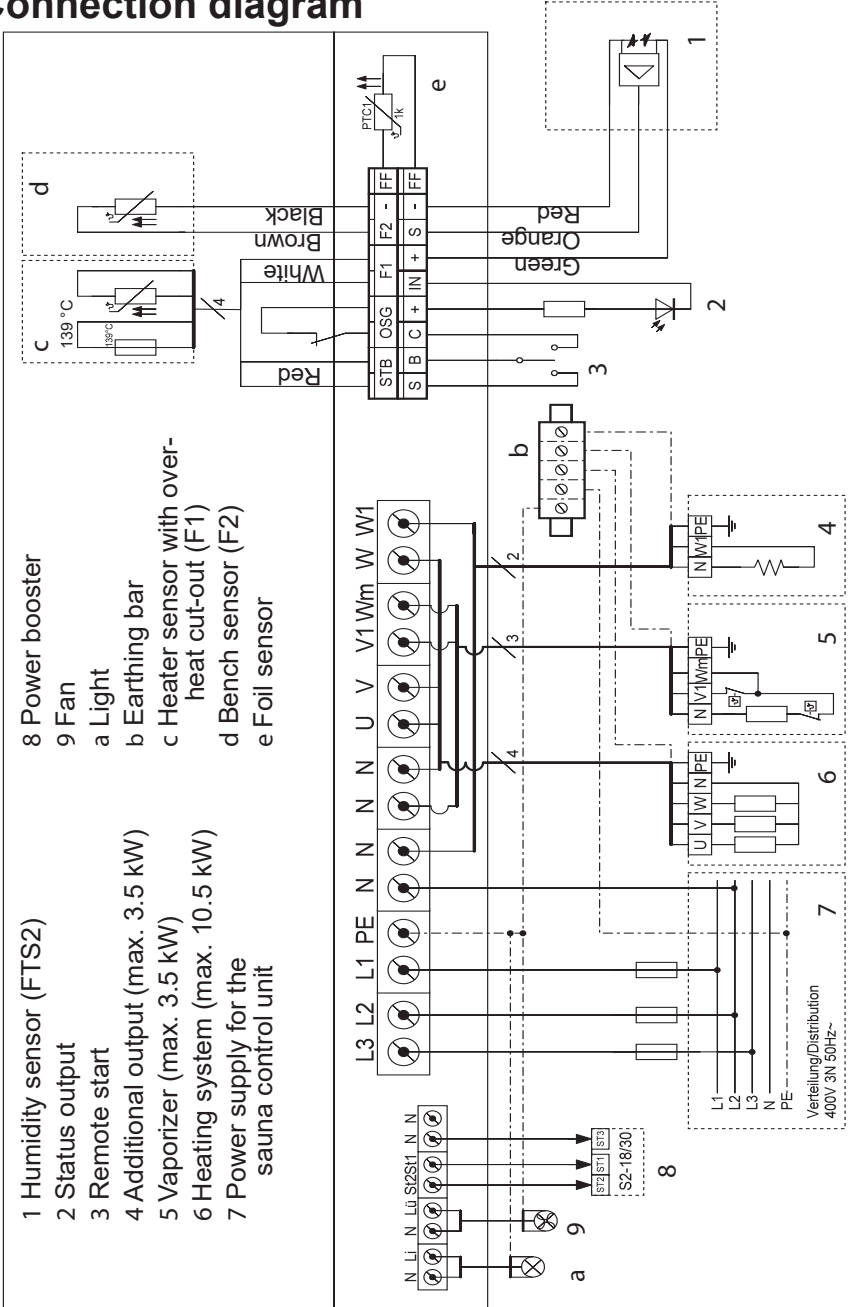 Connection diagram
1 Humidity sensor (FTS2)
2 Status output
3 Remote start
4 Additional output (max. 3.5 kW)
5 Vaporizer (max. 3.5 kW)
6 Heating system (max. 10.5 kW)
7 Power supply for the
sauna control unit
8 Power booster
9 Fan
a Light
b Earthing bar
c Heater sensor with over-
heat cut-out (F1)
d Bench sensor (F2)
e Foil sensor
c
139 °C
139°C
d
4
Red
White
Brown
Black
PTC1
1k
e
STB OSG F1 F2 - FF
S B C + IN + S - FF
Green
Orange
Red
1
2
3
b
N Li N Lü St2 St1 N N
L3 L2 L1 PE N N N N U V V1 Wm W W1
4
3
2
a
9
ST2 ST1 ST3
S2-18/30
8
L1
L2
L3
N
PE
Verteilung/Distribution
400V 3N 50Hz~
7
U V W N PE
6
N V1 Wm PE
5
N W1 PE
4